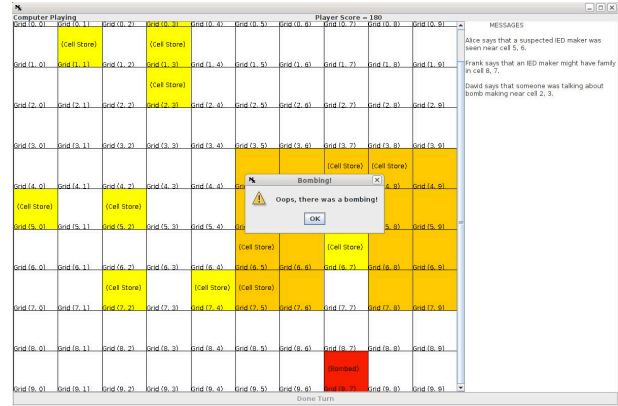 Computer Playing
Player Score = 180
Grid (0, 0) Grid (0, 1) Grid (0, 2) Grid (0, 3) Grid (0, 4) Grid (0, 5) Grid (0, 6) Grid (0, 7) Grid (0, 8) Grid (0, 9)
(Cell Store) (Cell Store)
Grid (1, 0) Grid (1, 1) Grid (1, 2) Grid (1, 3) Grid (1, 4) Grid (1, 5) Grid (1, 6) Grid (1, 7) Grid (1, 8) Grid (1, 9)
(Cell Store)
Grid (2, 0) Grid (2, 1) Grid (2, 2) Grid (2, 3) Grid (2, 4) Grid (2, 5) Grid (2, 6) Grid (2, 7) Grid (2, 8) Grid (2, 9)
Grid (3, 0) Grid (3, 1) Grid (3, 2) Grid (3, 3) Grid (3, 4) Grid (3, 5) Grid (3, 6) Grid (3, 7) Grid (3, 8) Grid (3, 9)
(Cell Store) (Cell Store)
Grid (4, 0) Grid (4, 1) Grid (4, 2) Grid (4, 3) Grid (4, 4) 4, 8) Grid (4, 9)
(Cell Store) (Cell Store)
Grid (5, 0) Grid (5, 1) Grid (5, 2) Grid (5, 3) Grid (5, 4) 5, 8) Grid (5, 9)
(Cell Store) (Cell Store)
Grid (6, 0) Grid (6, 1) Grid (6, 2) Grid (6, 3) Grid (6, 4) Grid (6, 5) Grid (6, 6) Grid (6, 7) Grid (6, 8) Grid (6, 9)
(Cell Store) (Cell Store) (Cell Store)
Grid (7, 0) Grid (7, 1) Grid (7, 2) Grid (7, 3) Grid (7, 4) Grid (7, 5) Grid (7, 6) Grid (7, 7) Grid (7, 8) Grid (7, 9)
Grid (8, 0) Grid (8, 1) Grid (8, 2) Grid (8, 3) Grid (8, 4) Grid (8, 5) Grid (8, 6) Grid (8, 7) Grid (8, 8) Grid (8, 9)
(Bombed)
Grid (9, 0) Grid (9, 1) Grid (9, 2) Grid (9, 3) Grid (9, 4) Grid (9, 5) Grid (9, 6) Grid (9, 7) Grid (9, 8) Grid (9, 9)
Bombing!
Oops, there was a bombing!
OK
MESSAGES
Alice says that a suspected IED maker was
seen near cell 5, 6.
Frank says that an IED maker might have family
in cell 8, 7.
David says that someone was talking about
bomb making near cell 2, 3.
Done Turn